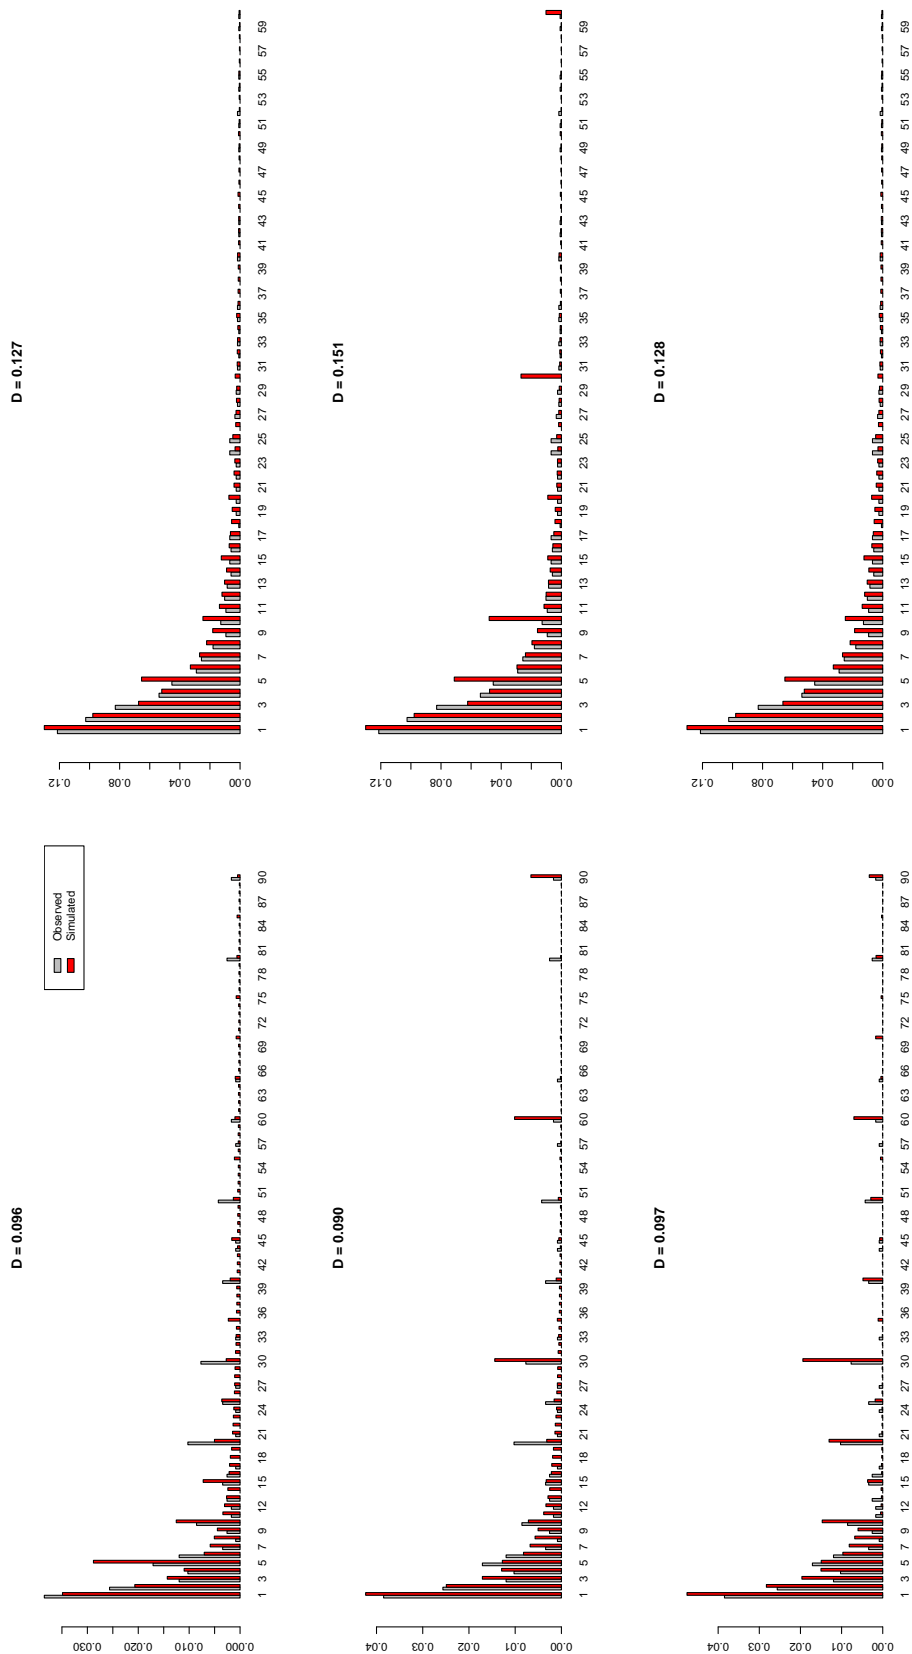 D = 0.096
Observed
Simulated
0.000 0.010 0.020 0.030
1 3 5 7 9 12 15 18 21 24 27 30 33 36 39 42 45 48 51 54 57 60 63 66 69 72 75 78 81 84 87 90
D = 0.127
0.00 0.04 0.08 0.12
1 3 5 7 9 11 13 15 17 19 21 23 25 27 29 31 33 35 37 39 41 43 45 47 49 51 53 55 57 59
D = 0.090
0.00 0.01 0.02 0.03 0.04
1 3 5 7 9 12 15 18 21 24 27 30 33 36 39 42 45 48 51 54 57 60 63 66 69 72 75 78 81 84 87 90
D = 0.151
0.00 0.04 0.08 0.12
1 3 5 7 9 11 13 15 17 19 21 23 25 27 29 31 33 35 37 39 41 43 45 47 49 51 53 55 57 59
D = 0.097
0.00 0.01 0.02 0.03 0.04
1 3 5 7 9 12 15 18 21 24 27 30 33 36 39 42 45 48 51 54 57 60 63 66 69 72 75 78 81 84 87 90
D = 0.128
0.00 0.04 0.08 0.12
1 3 5 7 9 11 13 15 17 19 21 23 25 27 29 31 33 35 37 39 41 43 45 47 49 51 53 55 57 59